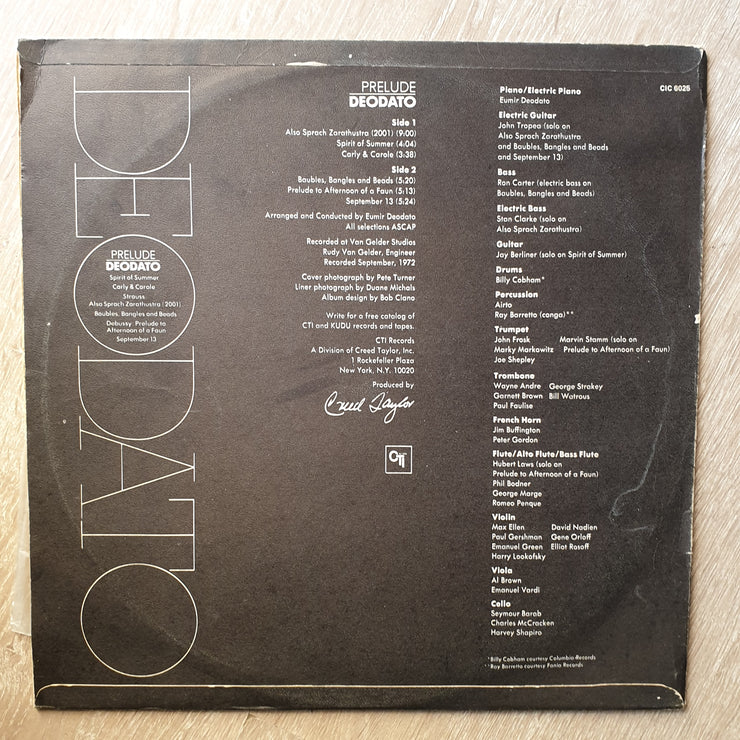 DEODATO
PRELUDE
DEODATO
Spirit of Summer
Carly & Carole
Strauss:
Also Sprach Zarathustra (2001)
Baubles, Bangles and Beads
Debussy: Prelude to
Afternoon of a Faun
September 13
PRELUDE
DEODATO
Side 1
Also Sprach Zarathustra (2001) (9:00)
Spirit of Summer (4:04)
Carly & Carole (3:38)
Side 2
Baubles, Bangles and Beads (5:20)
Prelude to Afternoon of a Faun (5:13)
September 13 (5:24)
Arranged and Conducted by Eumir Deodato
All selections ASCAP
Recorded at Van Gelder Studios
Rudy Van Gelder, Engineer
Recorded September, 1972
Cover photograph by Pete Turner
Liner photograph by Duane Michals
Album design by Bob Ciano
Write for a free catalog of
CTI and KUDU records and tapes.
CTI Records
A Division of Creed Taylor, Inc.
1 Rockefeller Plaza
New York, N.Y. 10020
Produced by
Creed Taylor
CTI
CIC 6025
Piano/Electric Piano
Eumir Deodato
Electric Guitar
John Tropea (solo on
Also Sprach Zarathustra
and Baubles, Bangles and Beads
and September 13)
Bass
Ron Carter (electric bass on
Baubles, Bangles and Beads)
Electric Bass
Stan Clarke (solo on
Also Sprach Zarathustra)
Guitar
Jay Berliner (solo on Spirit of Summer)
Drums
Billy Cobham*
Percussion
Airto
Ray Barretto (conga)**
Trumpet
John Frosk Marvin Stamm (solo on
Marky Markowitz Prelude to Afternoon of a Faun)
Joe Shepley
Trombone
Wayne Andre George Strakey
Garnett Brown Bill Watrous
Paul Faulise
French Horn
Jim Buffington
Peter Gordon
Flute/Alto Flute/Bass Flute
Hubert Laws (solo on
Prelude to Afternoon of a Faun)
Phil Bodner
George Marge
Romeo Penque
Violin
Max Ellen David Nadien
Paul Gershman Gene Orloff
Emanuel Green Elliot Rosoff
Harry Lookofsky
Viola
Al Brown
Emanuel Vardi
Cello
Seymour Barab
Charles McCracken
Harvey Shapiro
*Billy Cobham courtesy Columbia Records
**Ray Barretto courtesy Fania Records